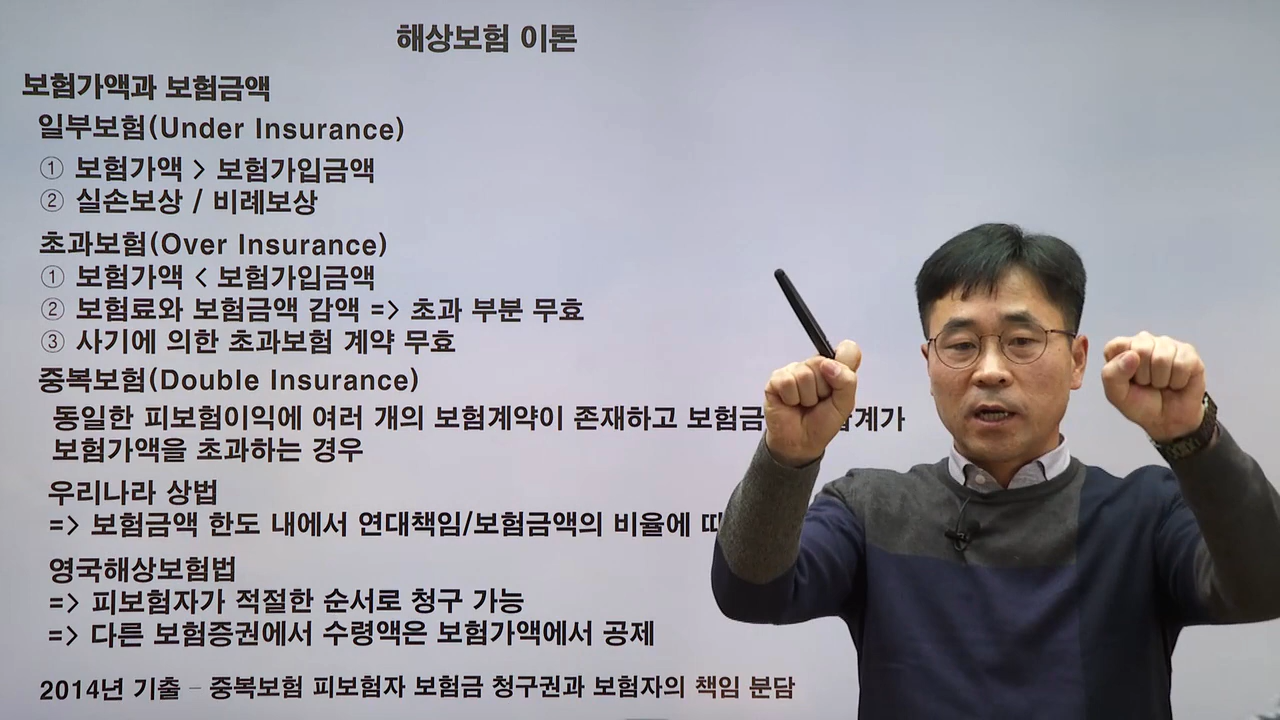 해상보험 이론
보험가액과 보험금액
일부보험(Under Insurance)
① 보험가액 > 보험가입금액
② 실손보상 / 비례보상
초과보험(Over Insurance)
① 보험가액 < 보험가입금액
② 보험료와 보험금액 감액 => 초과 부분 무효
③ 사기에 의한 초과보험 계약 무효
중복보험(Double Insurance)
동일한 피보험이익에 여러 개의 보험계약이 존재하고
보험가액을 초과하는 경우
우리나라 상법
=> 보험금액 한도 내에서 연대책임/보험금액의 비율에
영국해상보험법
=> 피보험자가 적절한 순서로 청구 가능
=> 다른 보험증권에서 수령액은 보험가액에서 공제
2014년 기출 – 중복보험 피보험자 보험금 청구권과 보험자의 책임 분담